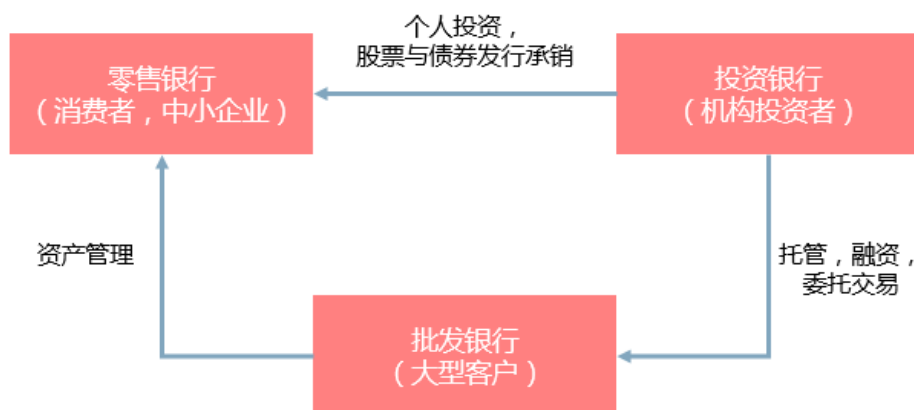 个人投资，
股票与债券发行承销
零售银行
（消费者，中小企业）
投资银行
（机构投资者）
资产管理
托管，融资，
委托交易
批发银行
（大型客户）